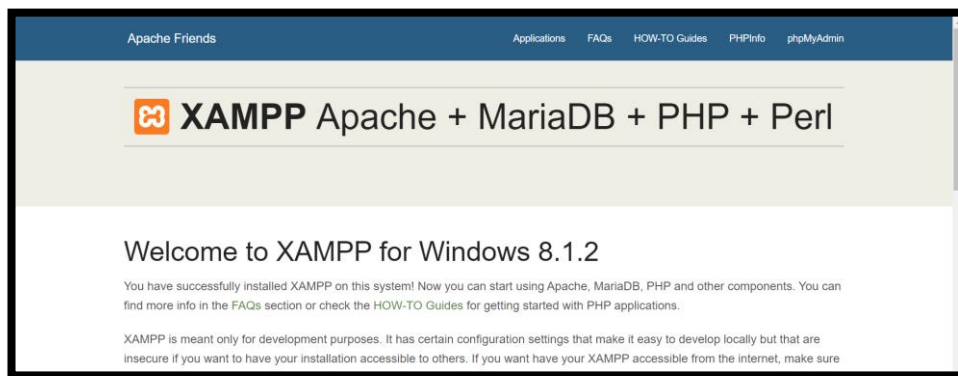 Apache Friends
Applications FAQs HOW-TO Guides PHPInfo phpMyAdmin
XAMPP Apache + MariaDB + PHP + Perl
Welcome to XAMPP for Windows 8.1.2
You have successfully installed XAMPP on this system! Now you can start using Apache, MariaDB, PHP and other components. You can
find more info in the FAQs section or check the HOW-TO Guides for getting started with PHP applications.
XAMPP is meant only for development purposes. It has certain configuration settings that make it easy to develop locally but that are
insecure if you want to have your installation accessible to others. If you want have your XAMPP accessible from the internet, make sure